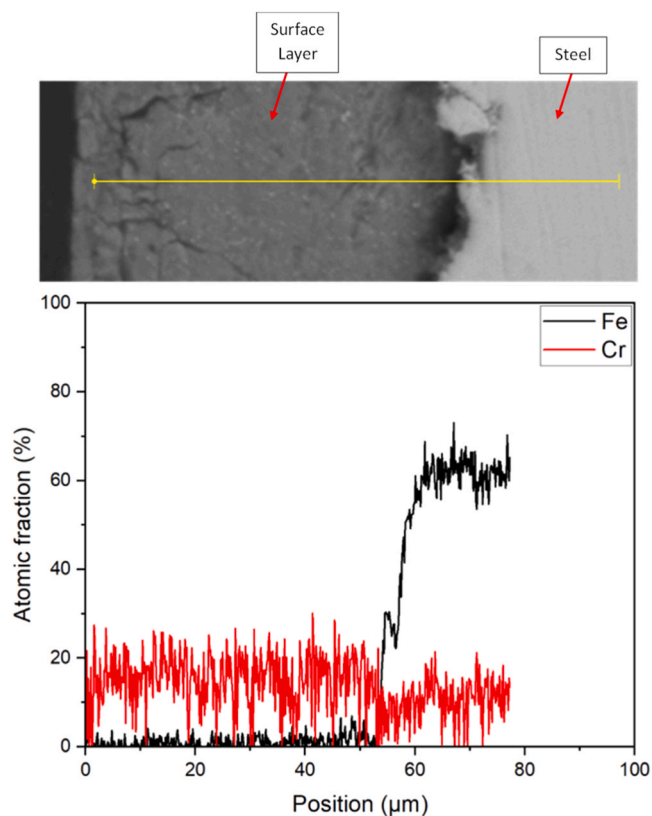 Surface
Layer
Steel
100
80
60
40
20
0
Atomic fraction (%)
Fe
Cr
0 20 40 60 80 100
Position (µm)